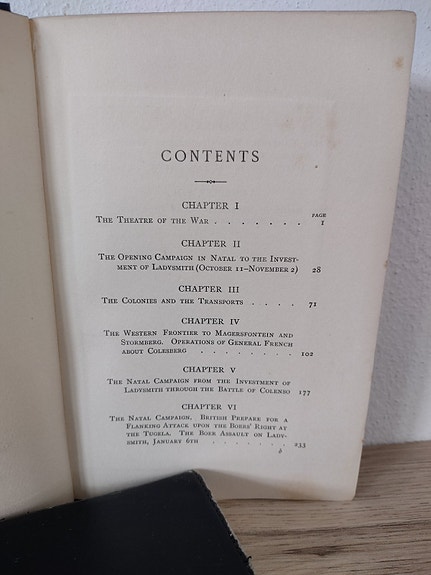 CONTENTS
CHAPTER I
PAGE
The Theatre of the War . . . . . . . 1
CHAPTER II
The Opening Campaign in Natal to the Invest-
ment of Ladysmith (October 11–November 2) 28
CHAPTER III
The Colonies and the Transports . . . . 71
CHAPTER IV
The Western Frontier to Magersfontein and
Stormberg. Operations of General French
about Colesberg . . . . . . . . 102
CHAPTER V
The Natal Campaign from the Investment of
Ladysmith through the Battle of Colenso 177
CHAPTER VI
The Natal Campaign. British Prepare for a
Flanking Attack upon the Boers' Right at
the Tugela. The Boer Assault on Lady-
smith, January 6th . . . . . . . 233